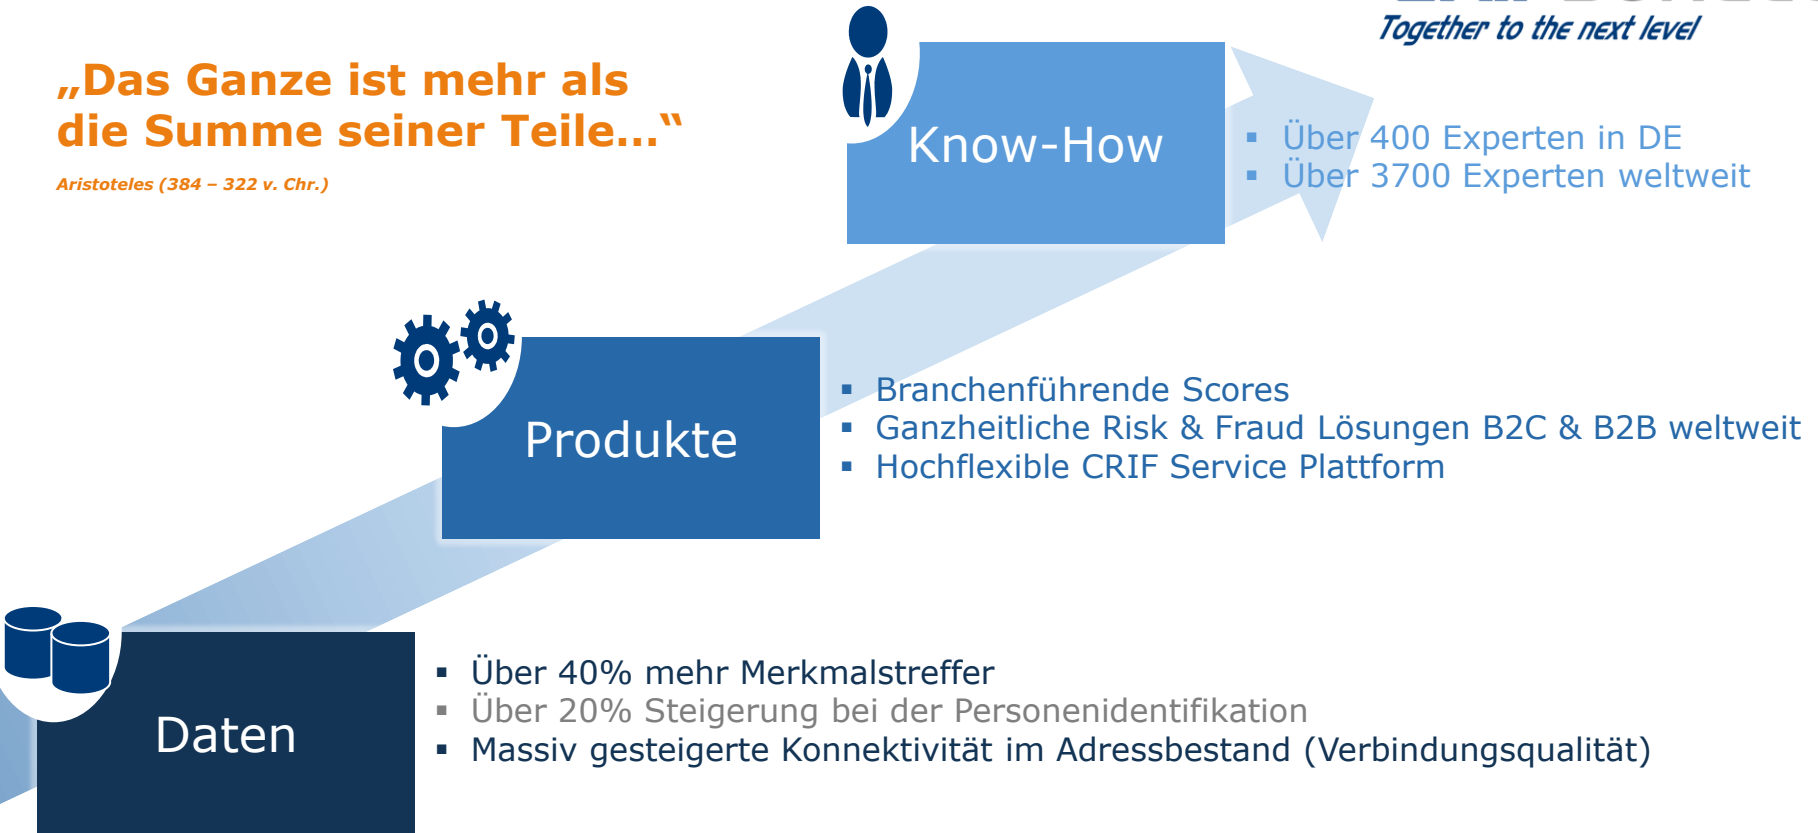 Together to the next level
„Das Ganze ist mehr als
die Summe seiner Teile…“
Aristoteles (384 – 322 v. Chr.)
Know-How
▪ Über 400 Experten in DE
▪ Über 3700 Experten weltweit
Produkte
▪ Branchenführende Scores
▪ Ganzheitliche Risk & Fraud Lösungen B2C & B2B weltweit
▪ Hochflexible CRIF Service Plattform
Daten
▪ Über 40% mehr Merkmalstreffer
▪ Über 20% Steigerung bei der Personenidentifikation
▪ Massiv gesteigerte Konnektivität im Adressbestand (Verbindungsqualität)